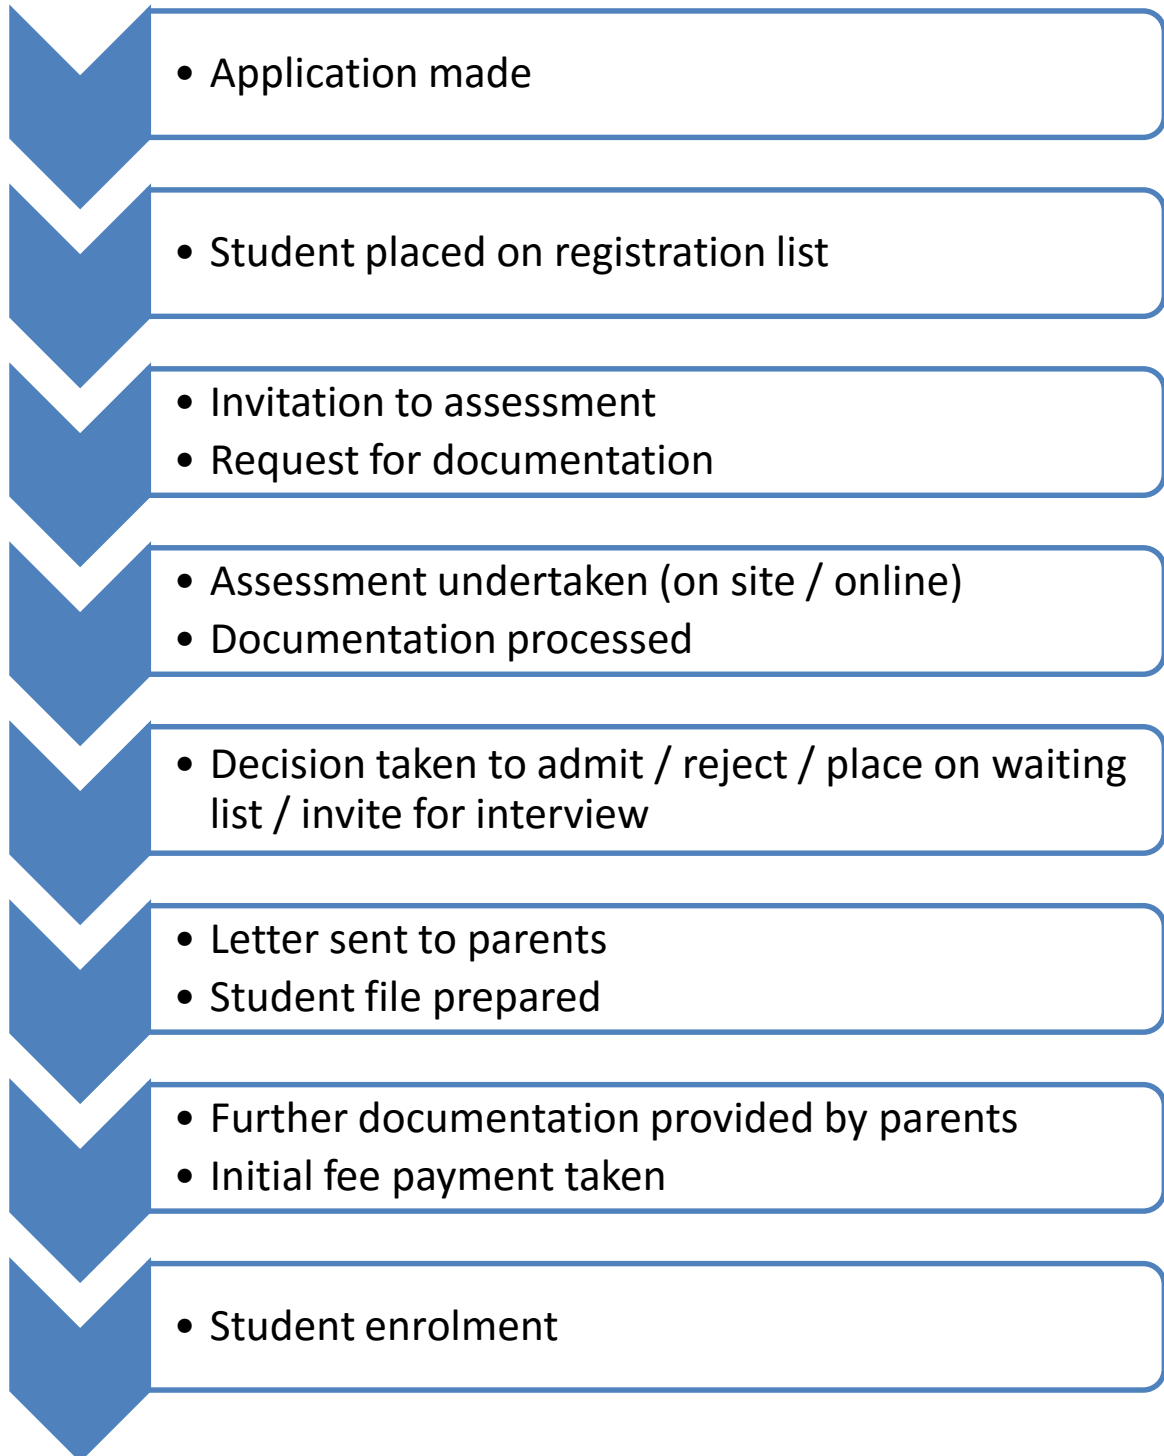 • Application made
• Student placed on registration list
• Invitation to assessment
• Request for documentation
• Assessment undertaken (on site / online)
• Documentation processed
• Decision taken to admit / reject / place on waiting
list / invite for interview
• Letter sent to parents
• Student file prepared
• Further documentation provided by parents
• Initial fee payment taken
• Student enrolment